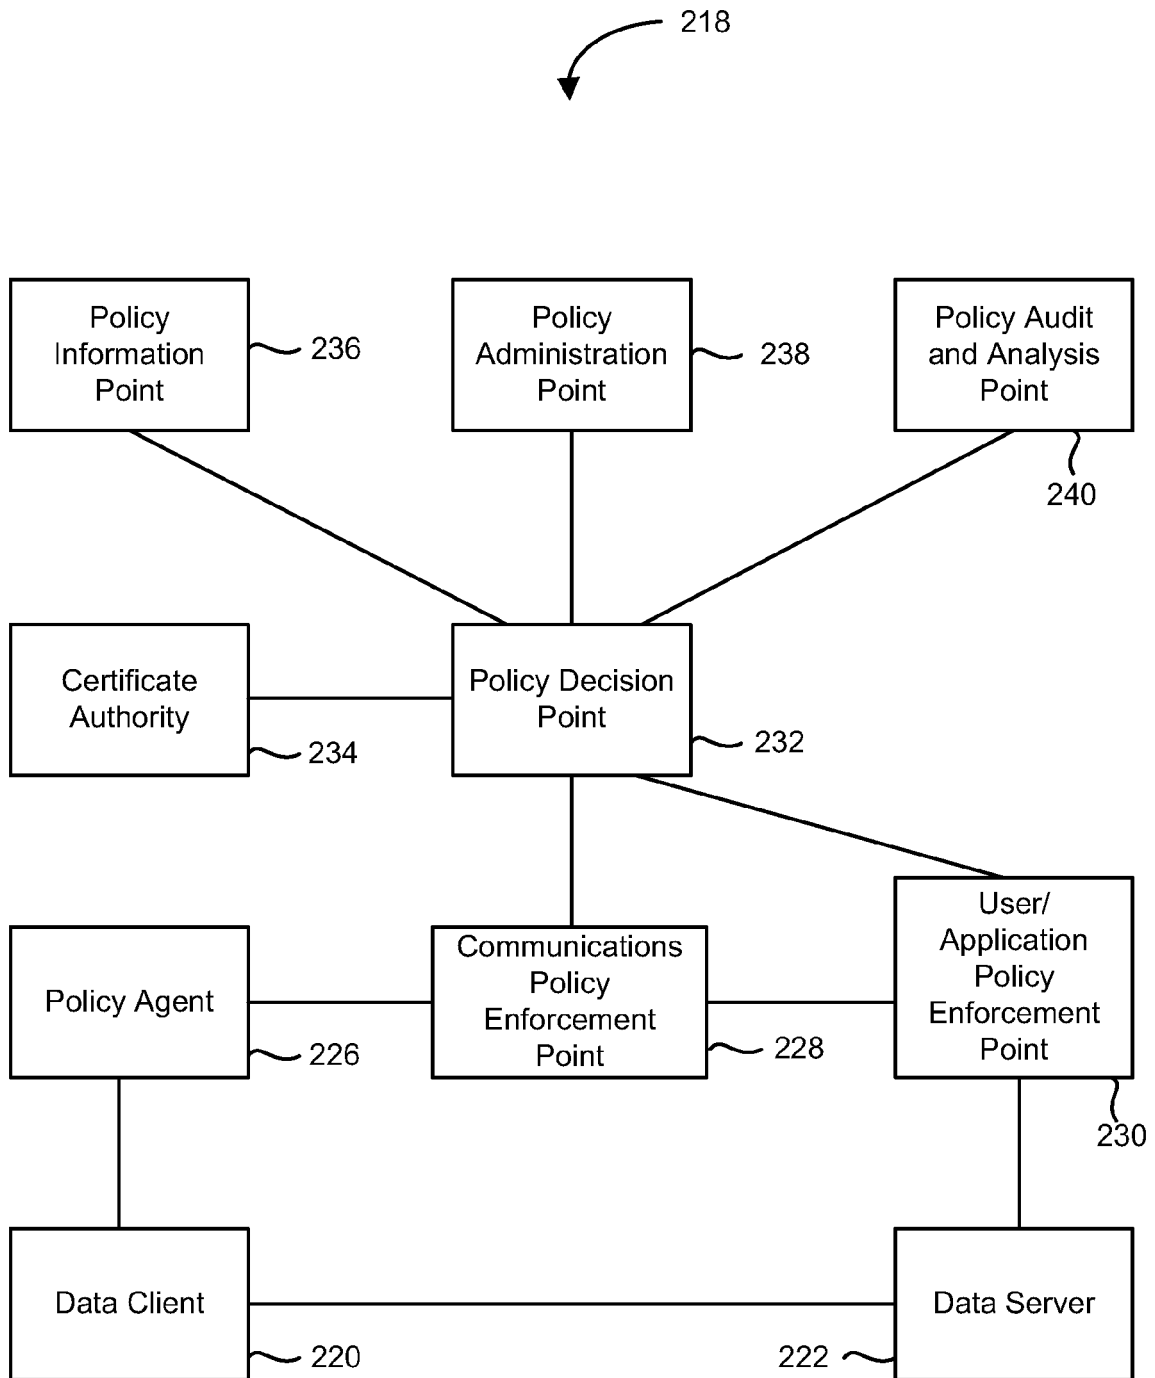 218
Policy
Information
Point
236
Policy
Administration
Point
238
Policy Audit
and Analysis
Point
240
Certificate
Authority
234
Policy Decision
Point
232
Policy Agent
226
Communications
Policy
Enforcement
Point
228
User/
Application
Policy
Enforcement
Point
230
Data Client
220
Data Server
222